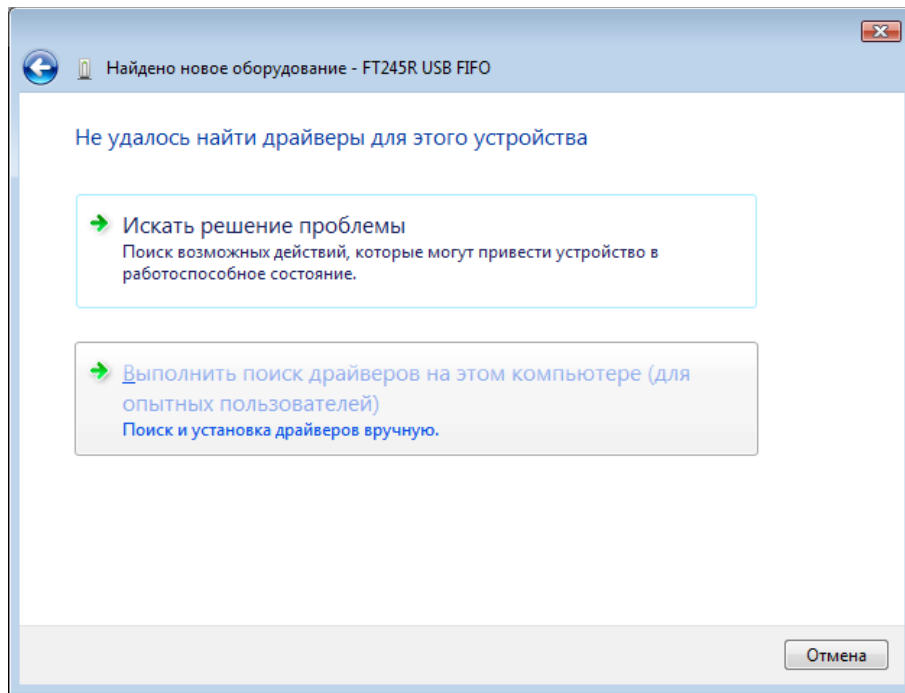 Найдено новое оборудование - FT245R USB FIFO
Не удалось найти драйверы для этого устройства
Искать решение проблемы
Поиск возможных действий, которые могут привести устройство в
работоспособное состояние.
Выполнить поиск драйверов на этом компьютере (для
опытных пользователей)
Поиск и установка драйверов вручную.
Отмена